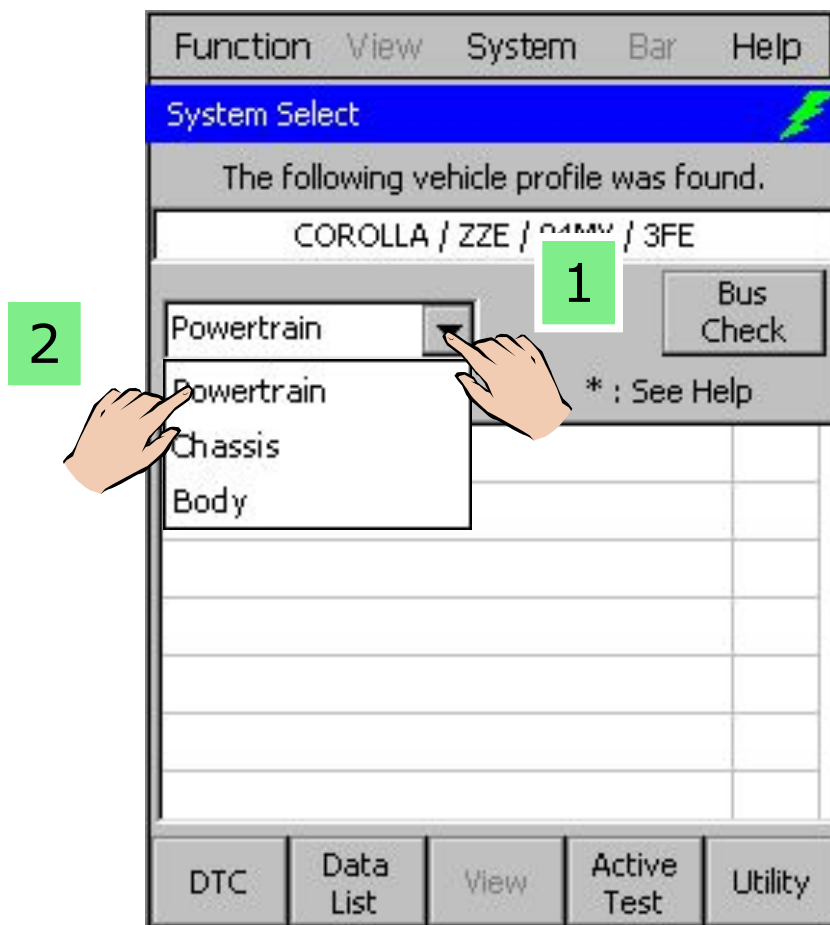 Function View System Bar Help
System Select
The following vehicle profile was found.
COROLLA / ZZE / 04MY / 3FE
1
Bus
Check
2
Powertrain
Powertrain
* : See Help
Chassis
Body
DTC
Data
List
View
Active
Test
Utility